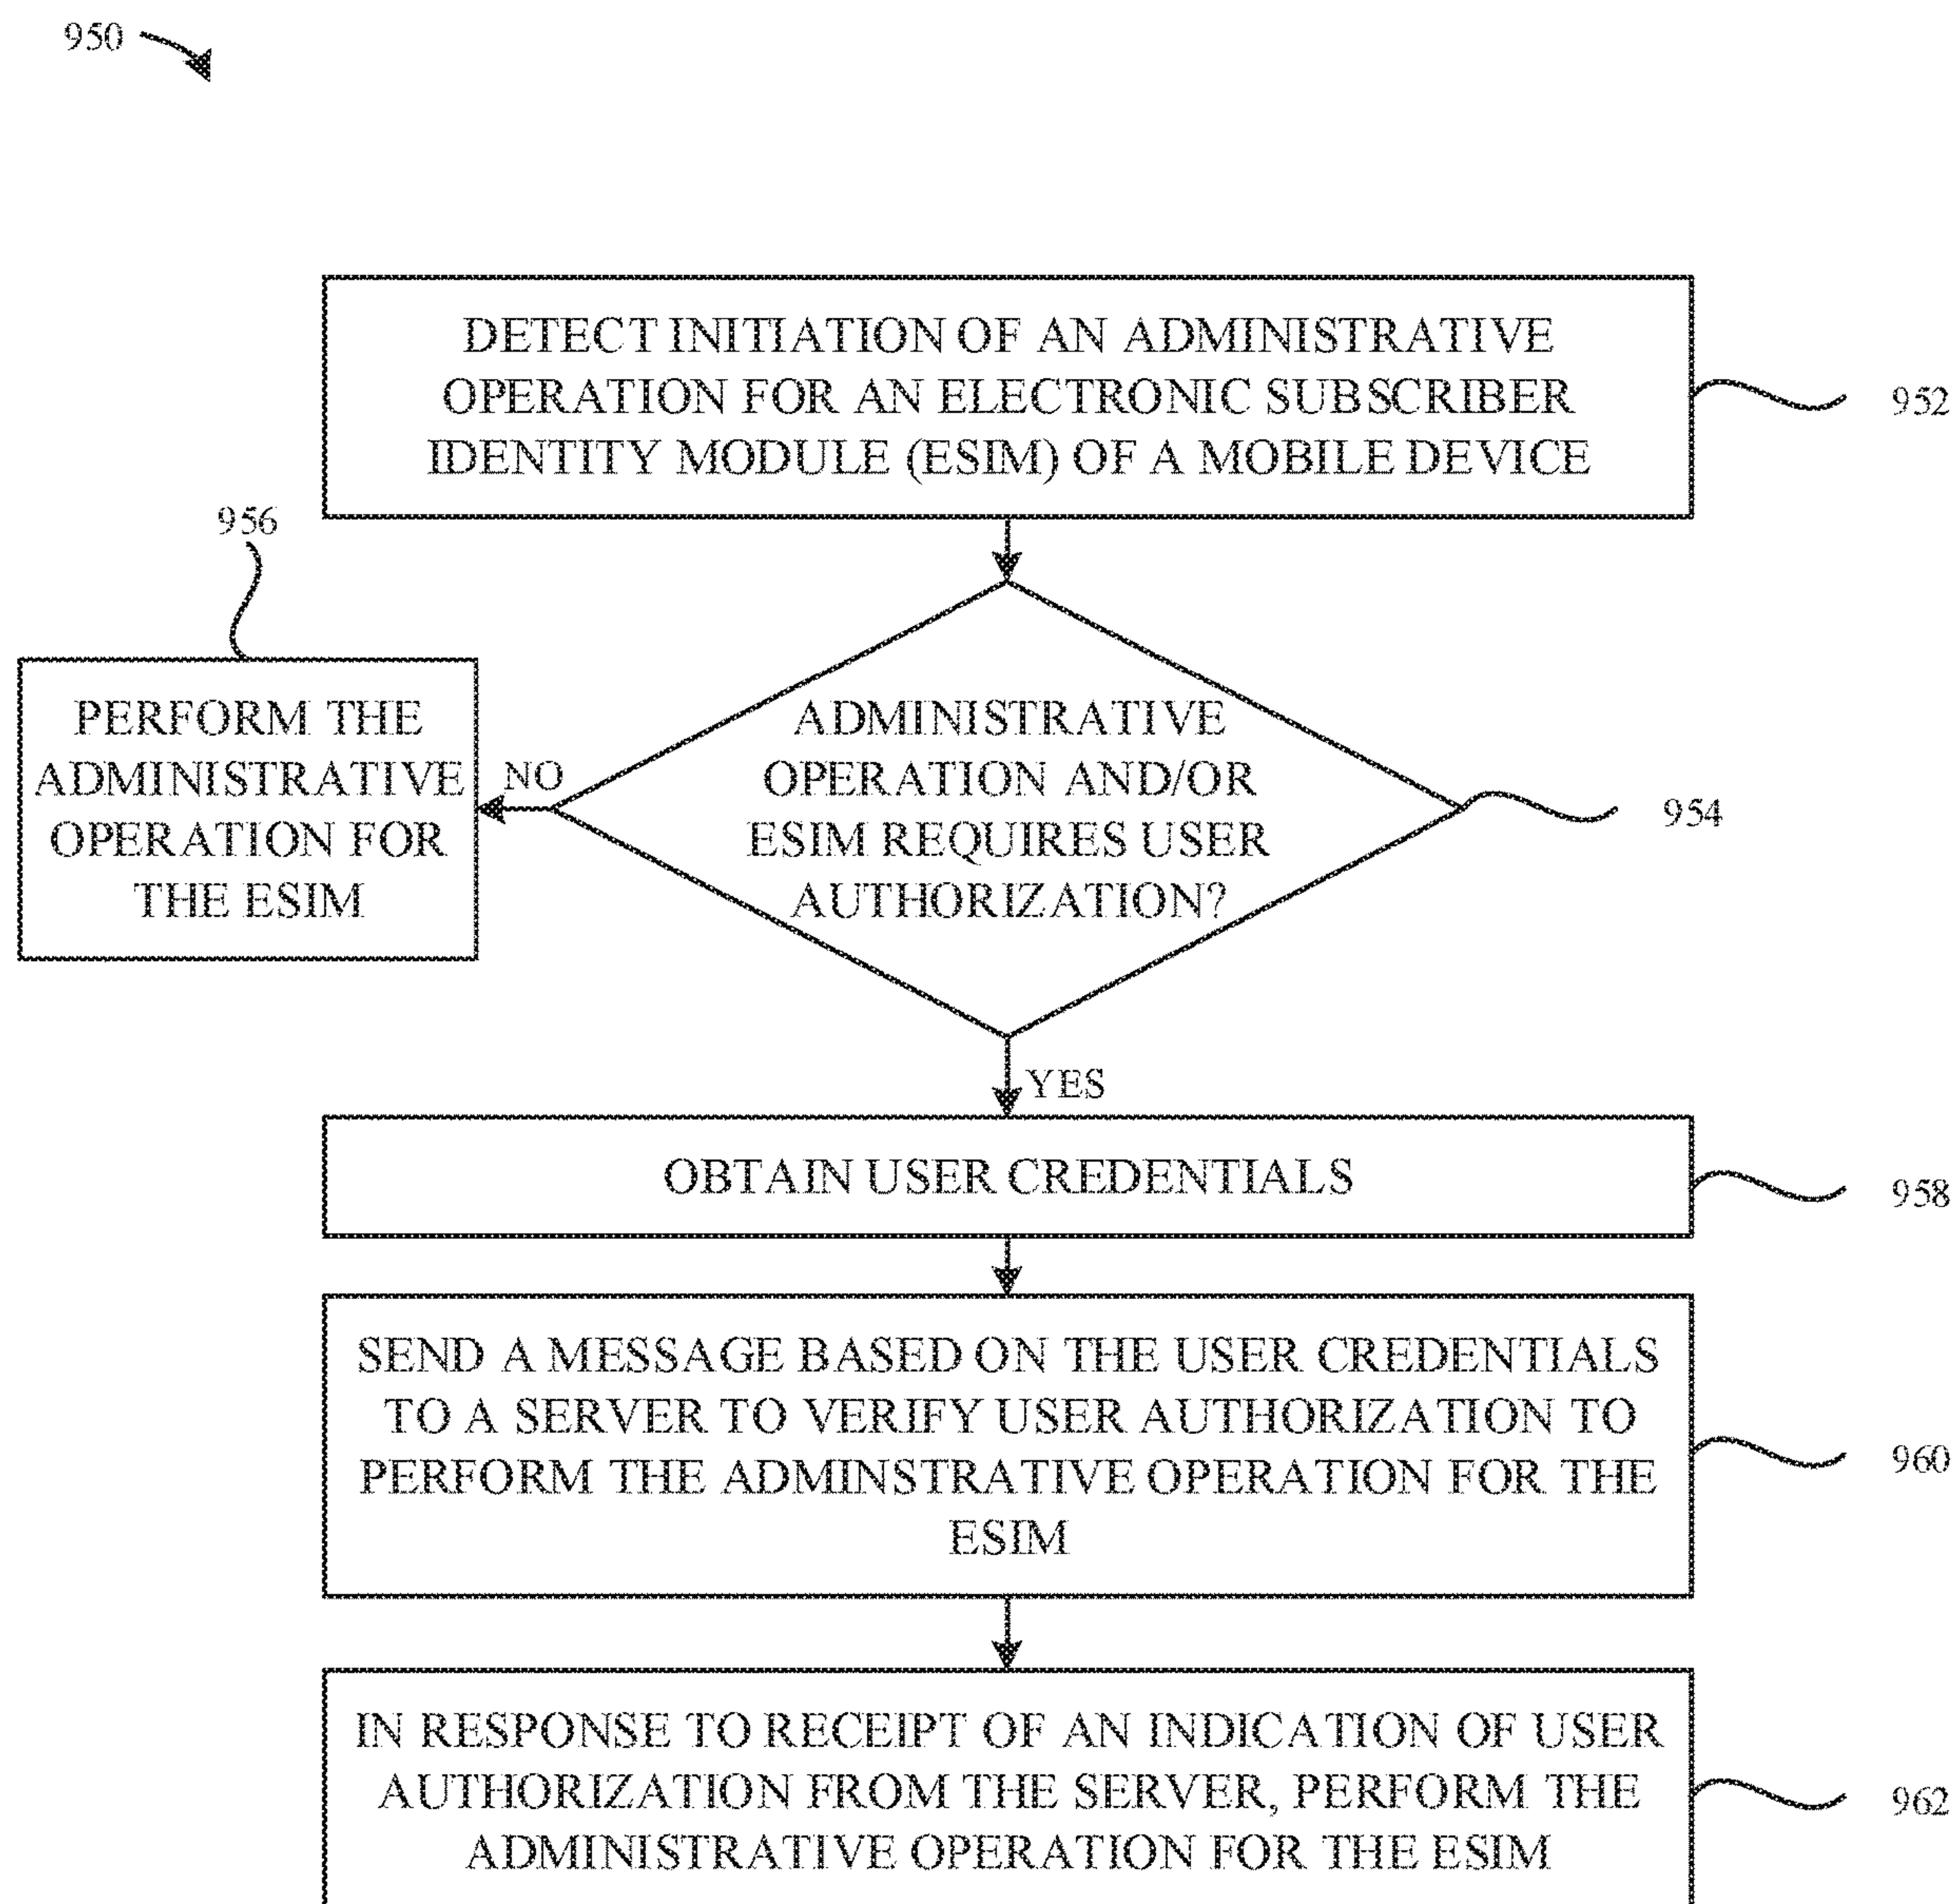 950
DETECT INITIATION OF AN ADMINISTRATIVE
OPERATION FOR AN ELECTRONIC SUBSCRIBER
IDENTITY MODULE (ESIM) OF A MOBILE DEVICE
952
956
PERFORM THE
ADMINISTRATIVE
OPERATION FOR
THE ESIM
NO
ADMINISTRATIVE
OPERATION AND/OR
ESIM REQUIRES USER
AUTHORIZATION?
954
YES
OBTAIN USER CREDENTIALS
958
SEND A MESSAGE BASED ON THE USER CREDENTIALS
TO A SERVER TO VERIFY USER AUTHORIZATION TO
PERFORM THE ADMINSTRATIVE OPERATION FOR THE
ESIM
960
IN RESPONSE TO RECEIPT OF AN INDICATION OF USER
AUTHORIZATION FROM THE SERVER, PERFORM THE
ADMINISTRATIVE OPERATION FOR THE ESIM
962